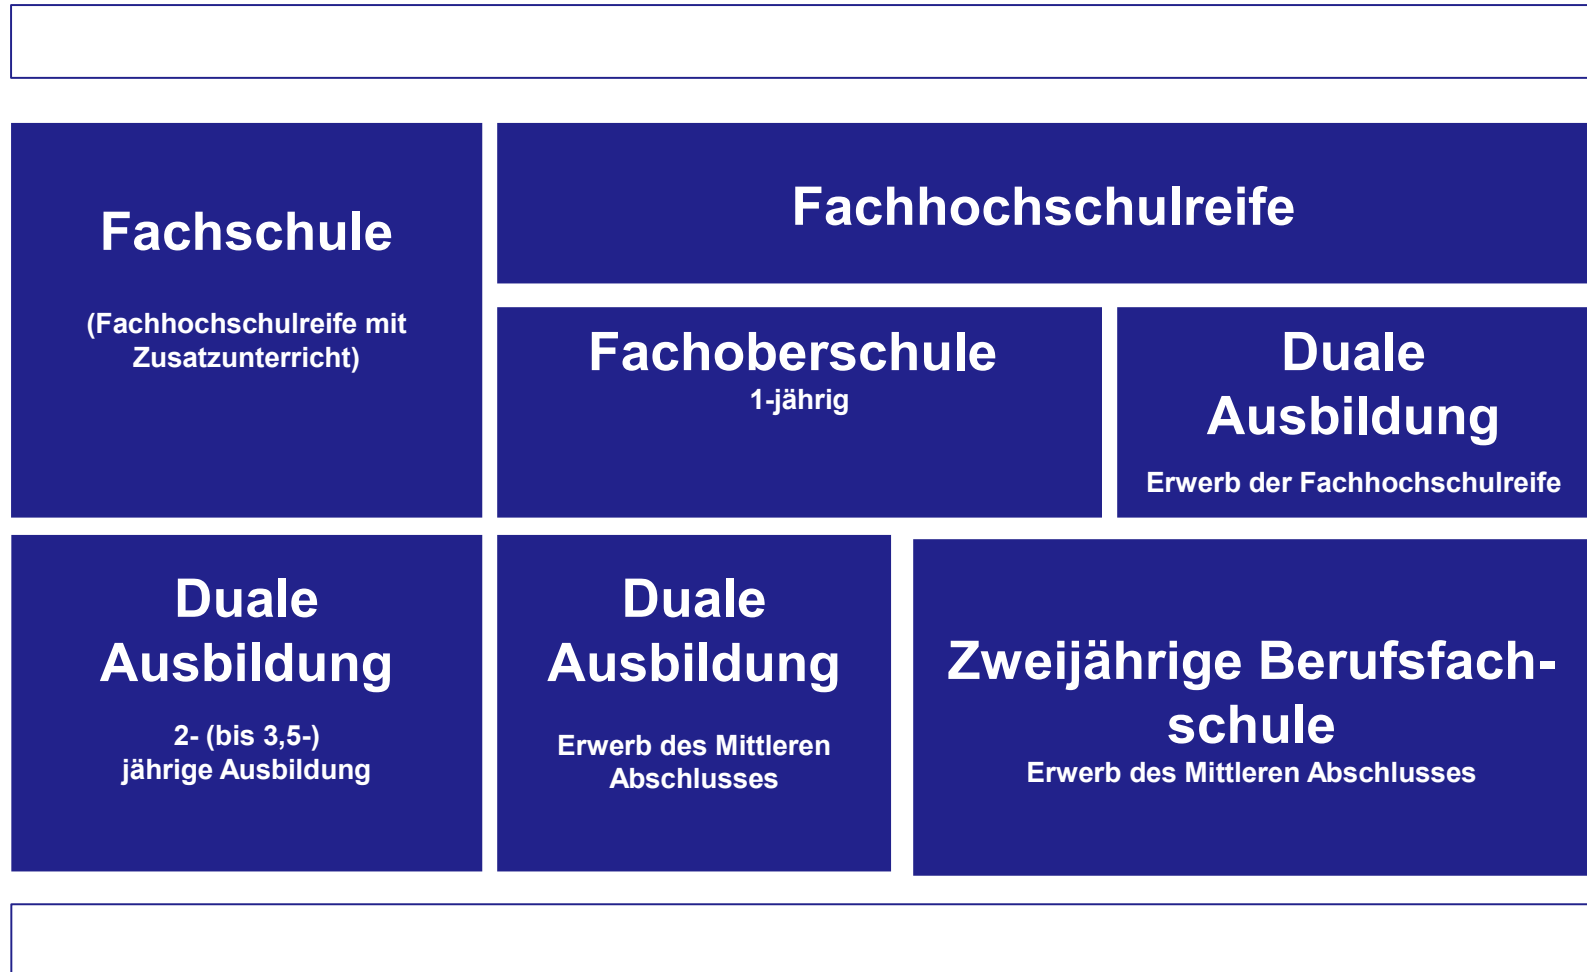 Fachschule
(Fachhochschulreife mit
Zusatzunterricht)
Fachhochschulreife
Fachoberschule
1-jährig
Duale
Ausbildung
Erwerb der Fachhochschulreife
Duale
Ausbildung
2- (bis 3,5-)
jährige Ausbildung
Duale
Ausbildung
Erwerb des Mittleren
Abschlusses
Zweijährige Berufsfach-
schule
Erwerb des Mittleren Abschlusses